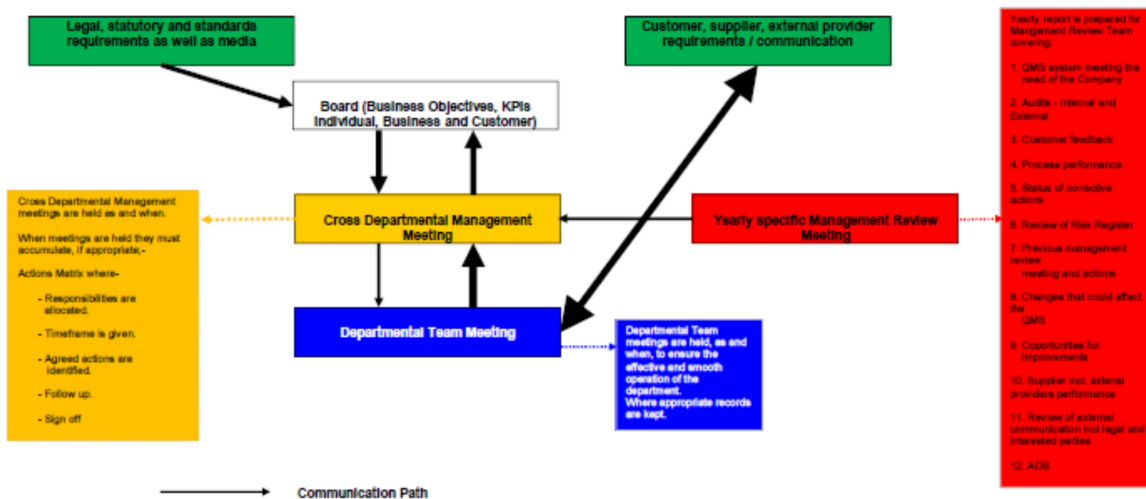 Legal, statutory and standards
requirements as well as media
Customer, supplier, external provider
requirements / communication
Board (Business Objectives, KPIs
Individual, Business and Customer)
Cross Departmental Management
Meeting
Yearly specific Management Review
Meeting
Departmental Team Meeting
Cross Departmental Management
meetings are held as and when.
When meetings are held they must
accumulate, if appropriate;-
Actions Matrix where-
- Responsibilities are
allocated.
- Timeframe is given.
- Agreed actions are
identified.
- Follow up.
- Sign off
Departmental Team
meetings are held, as and
when, to ensure the
effective and smooth
operation of the
department.
Where appropriate records
are kept.
Yearly report is prepared for
Mangement Review Team
covering:
1. QMS system meeting the
need of the Company
2. Audits - internal and
External
3. Customer feedback
4. Process performance
5. Status of corrective
actions
6. Review of Risk Register
7. Previous management
review
meeting and actions
8. Changes that could affect
the
QMS
9. Opportunities for
Improvements
10. Supplier incl. external
providers performance
11. Review of external
communication incl legal and
interested parties
12. AOB
Communication Path